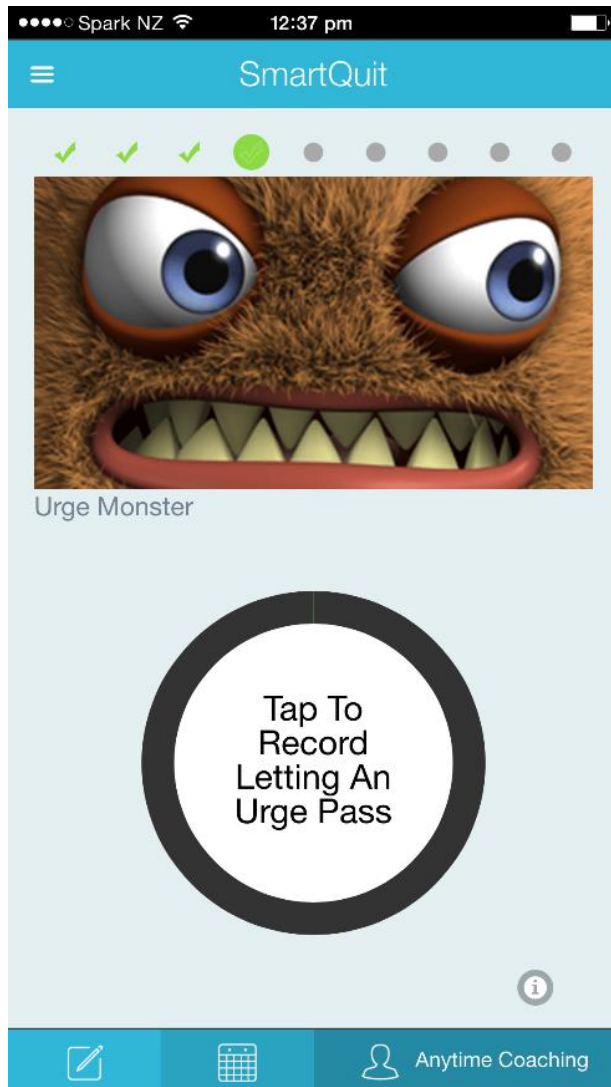 Spark NZ 12:37 pm
SmartQuit
Urge Monster
Tap To
Record
Letting An
Urge Pass
i
Anytime Coaching